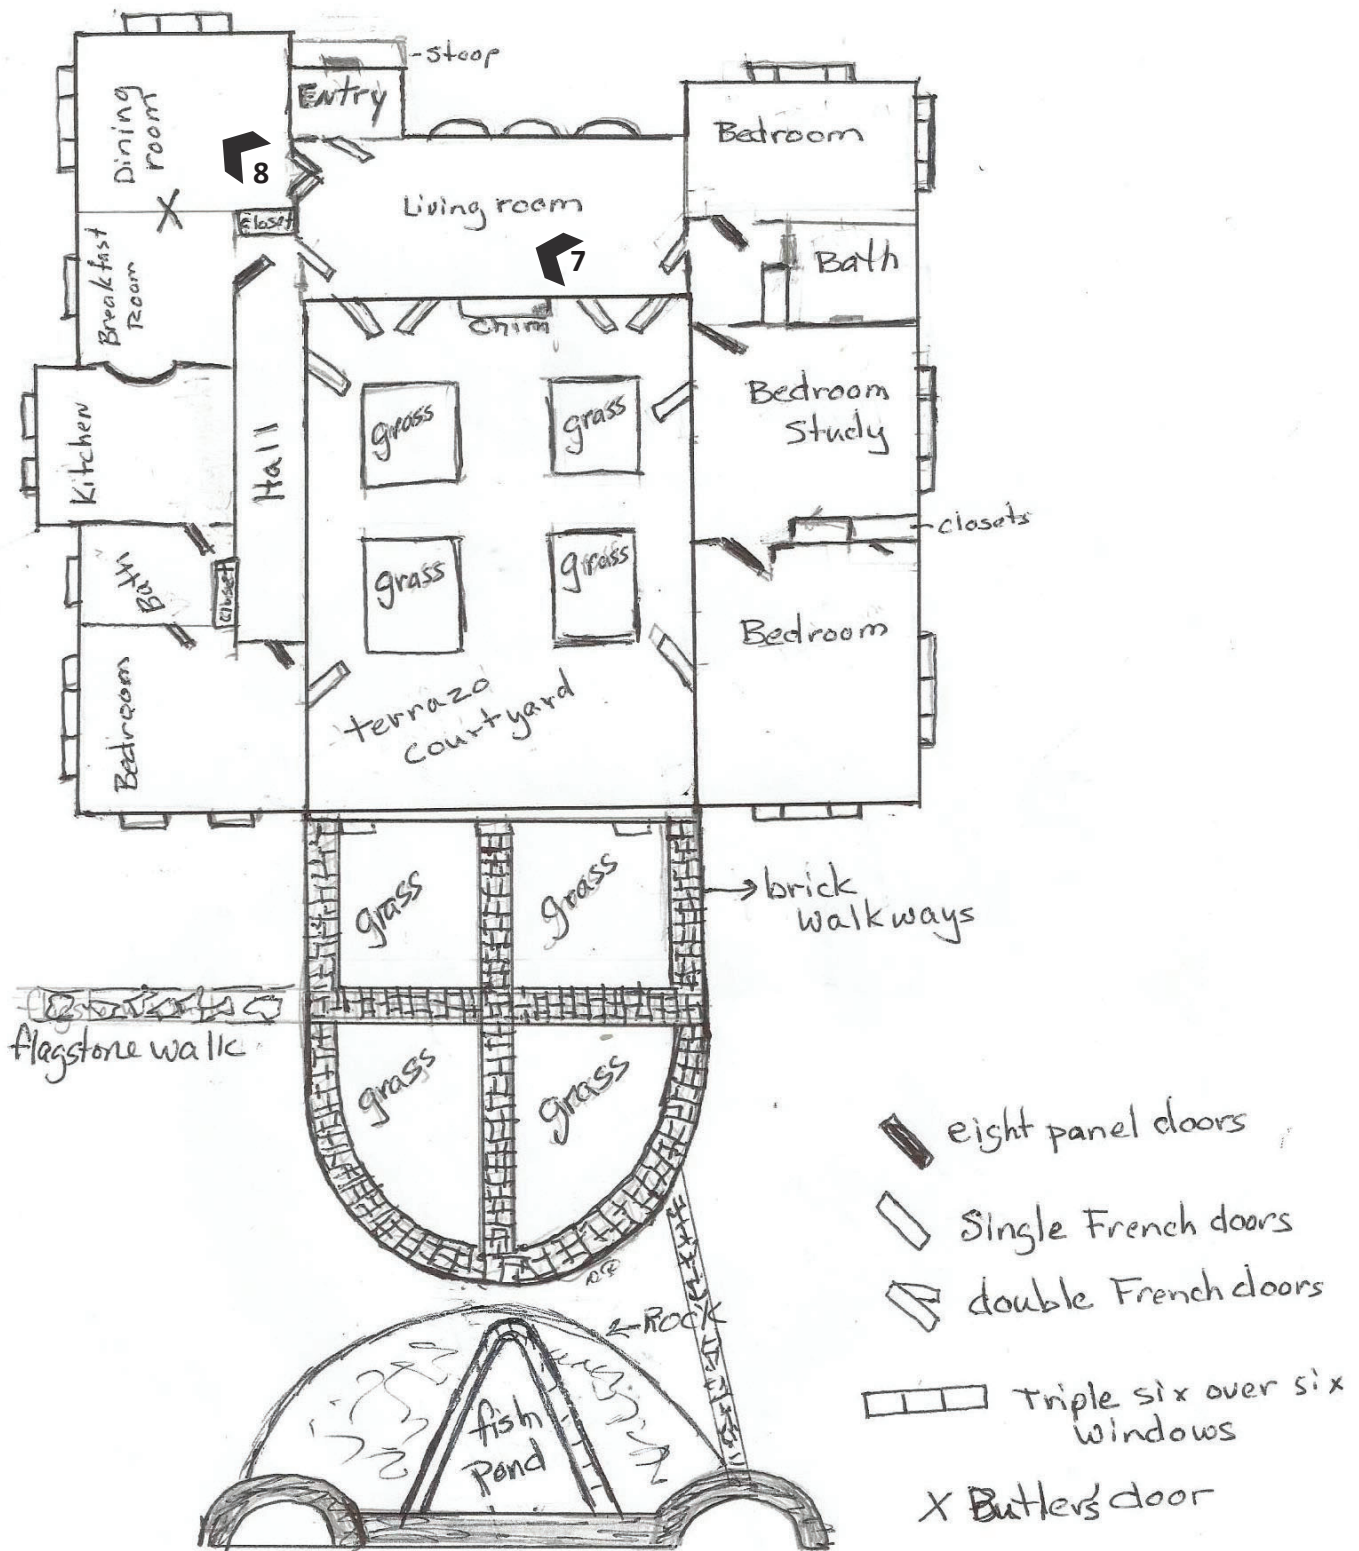 -stoop
Entry
Dining
room
8
Bedroom
Living room
closet
7
Bath
Breakfast
Room
chim
Bedroom
Study
grass
grass
Kitchen
Hall
-closets
grass
grass
Bath
closet
Bedroom
Bedroom
terrazo
courtyard
grass
grass
→ brick
walkways
flagstone walk
grass
grass
eight panel doors
Single French doors
double French doors
←ROCK
fish
pond
Triple six over six
windows
X Butler's door